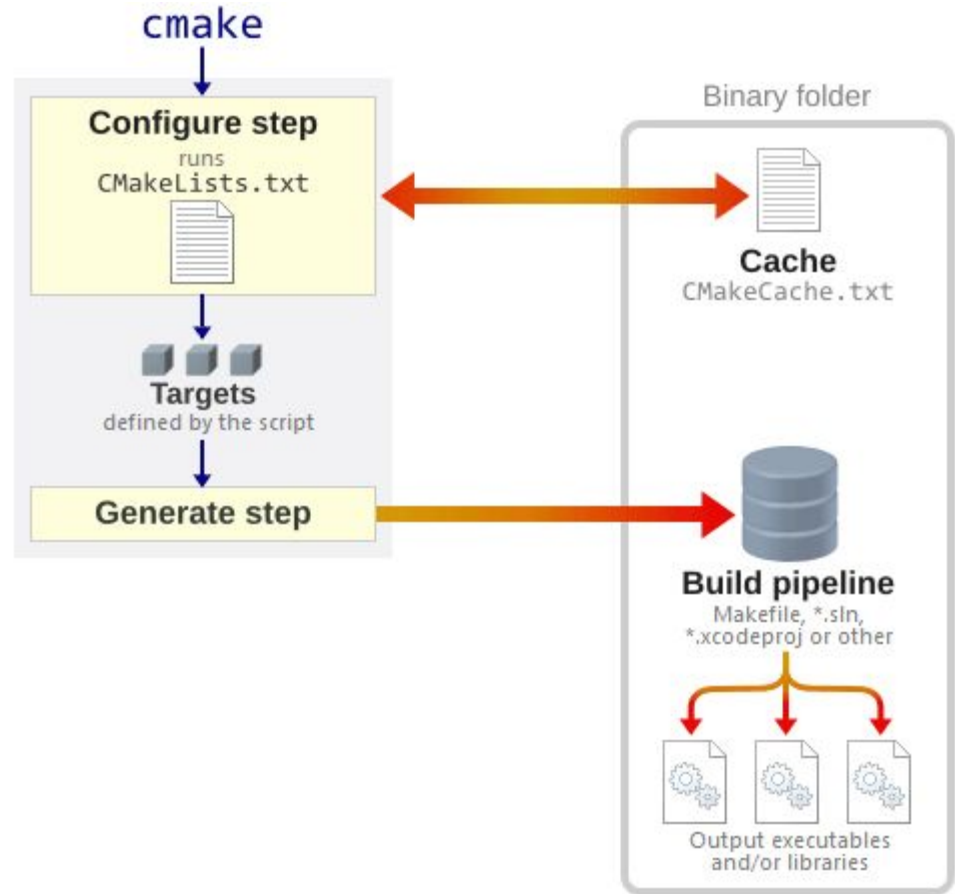 cmake
Configure step
runs
CMakeLists.txt
Targets
defined by the script
Generate step
Binary folder
Cache
CMakeCache.txt
Build pipeline
Makefile, *.sln,
*.xcodeproj or other
Output executables
and/or libraries